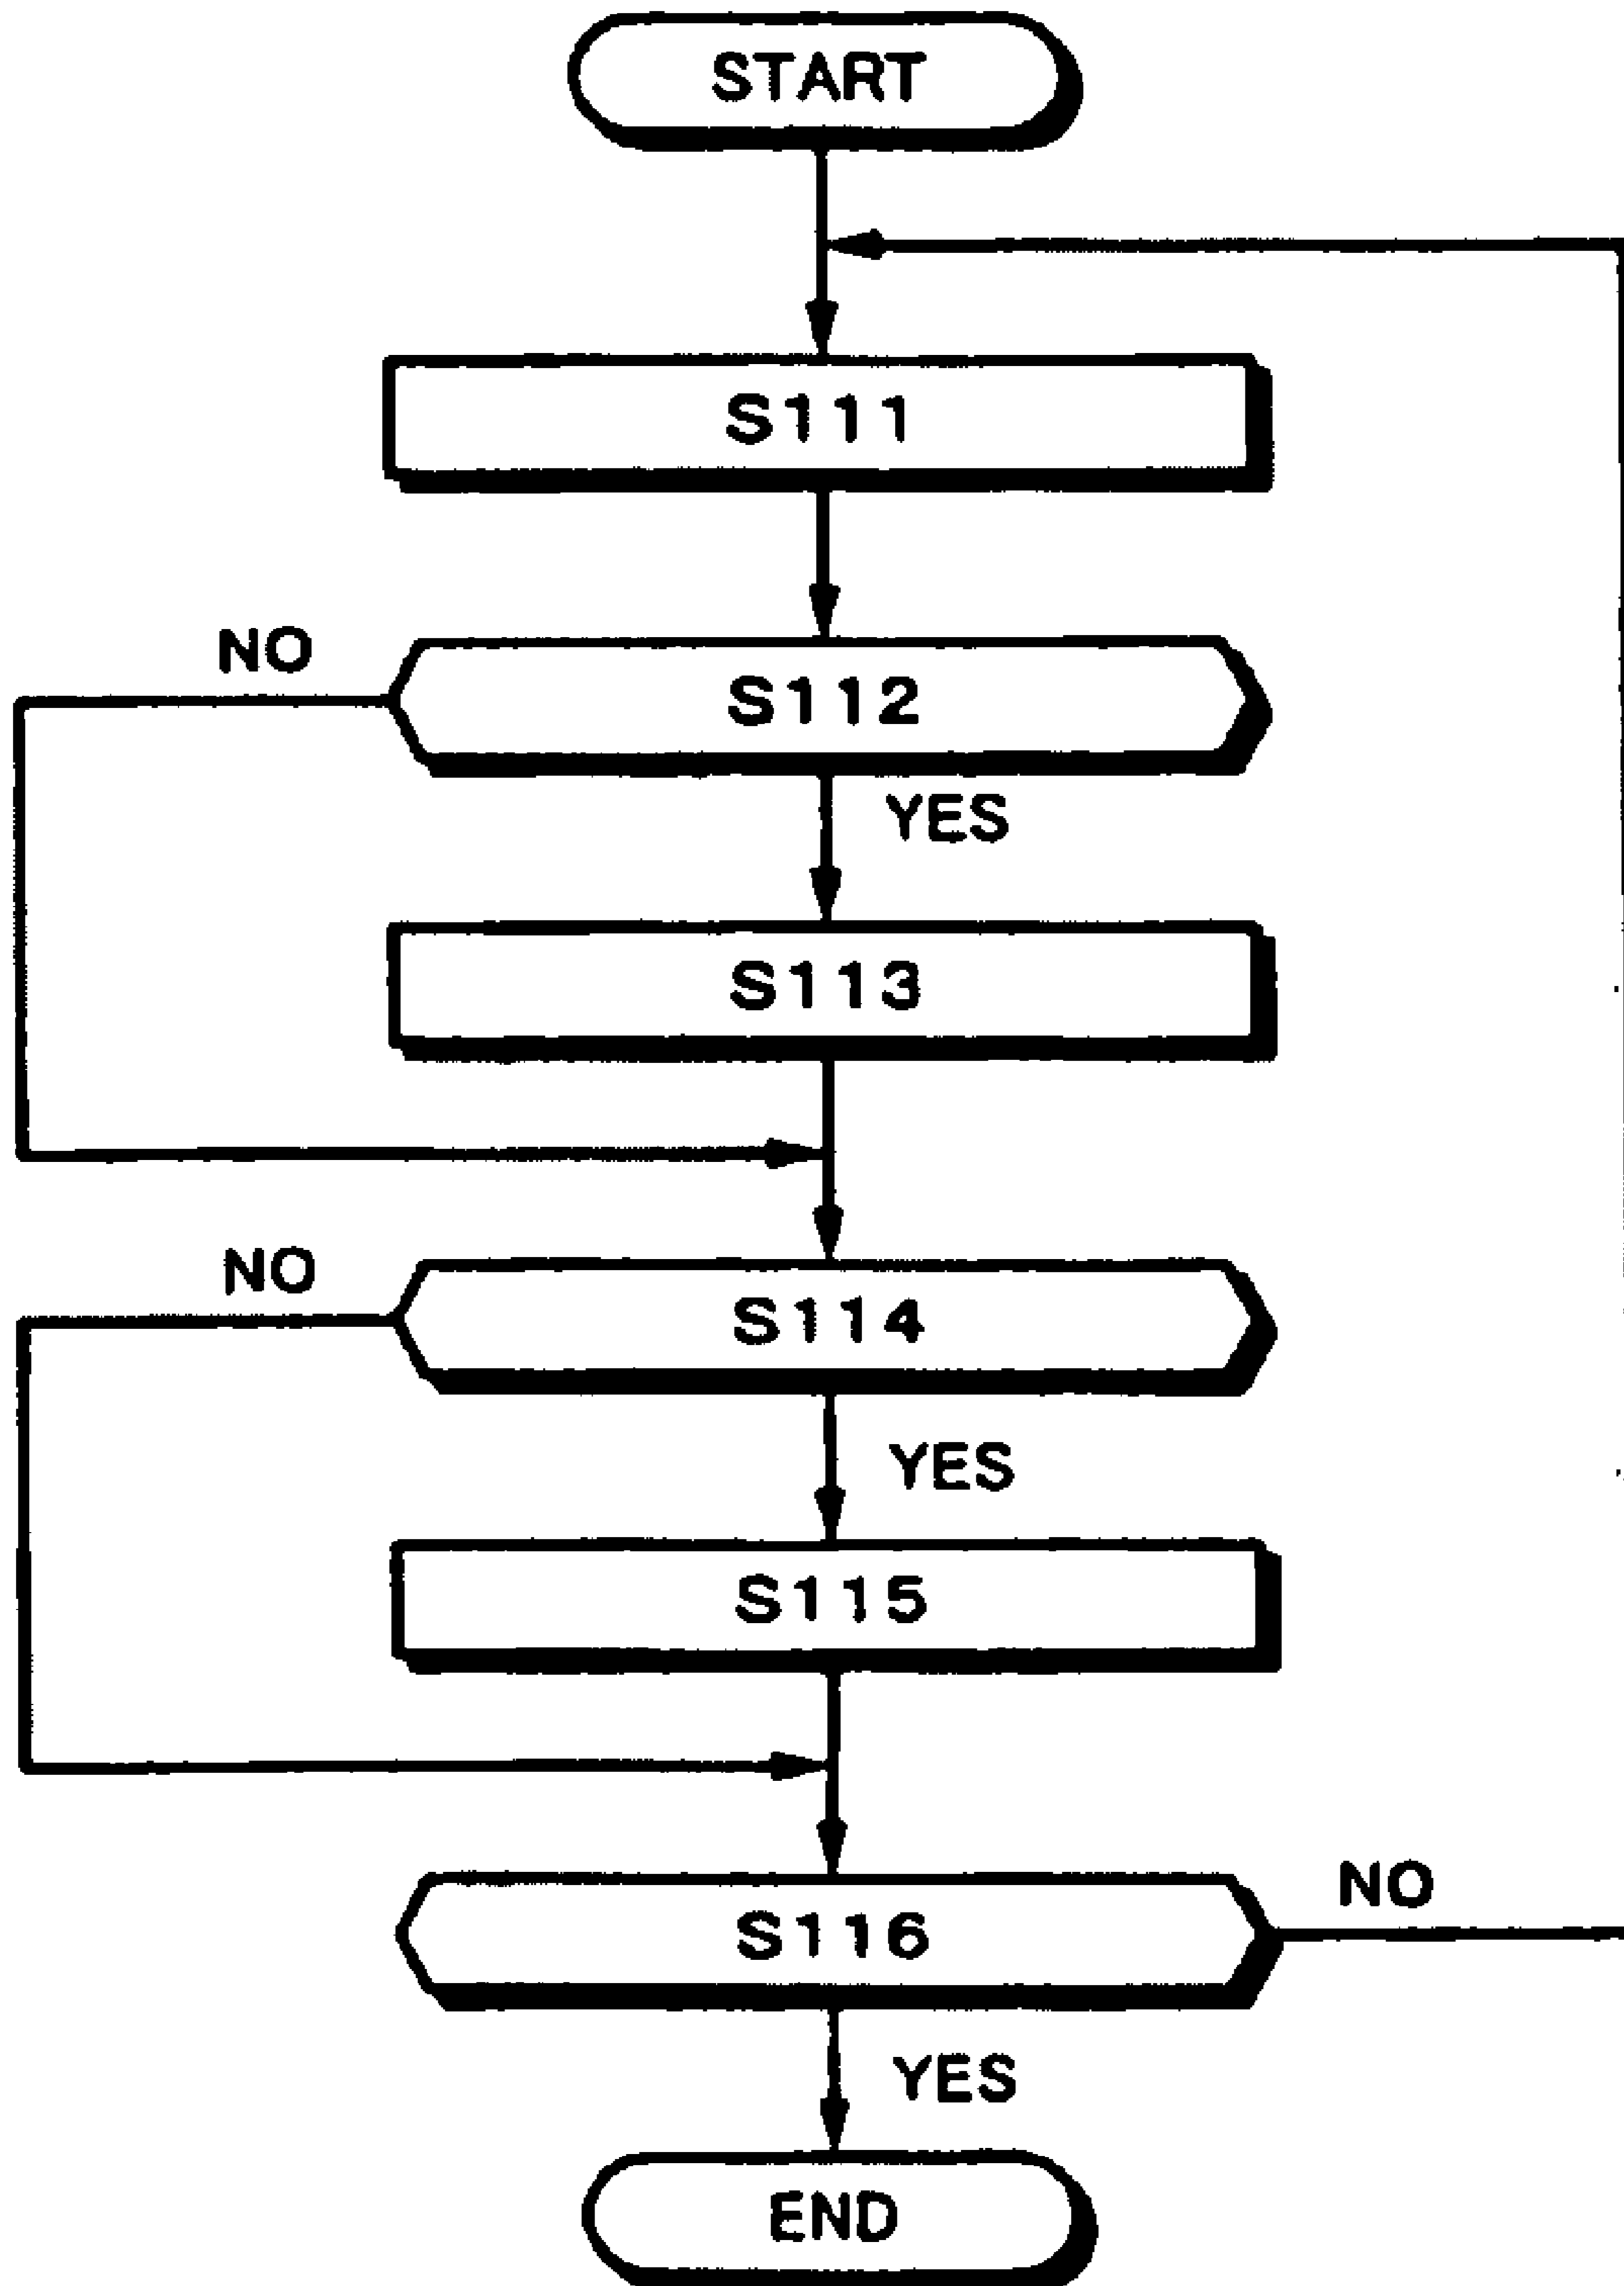 START
S111
NO
S112
YES
S113
NO
S114
YES
S115
NO
S116
YES
END